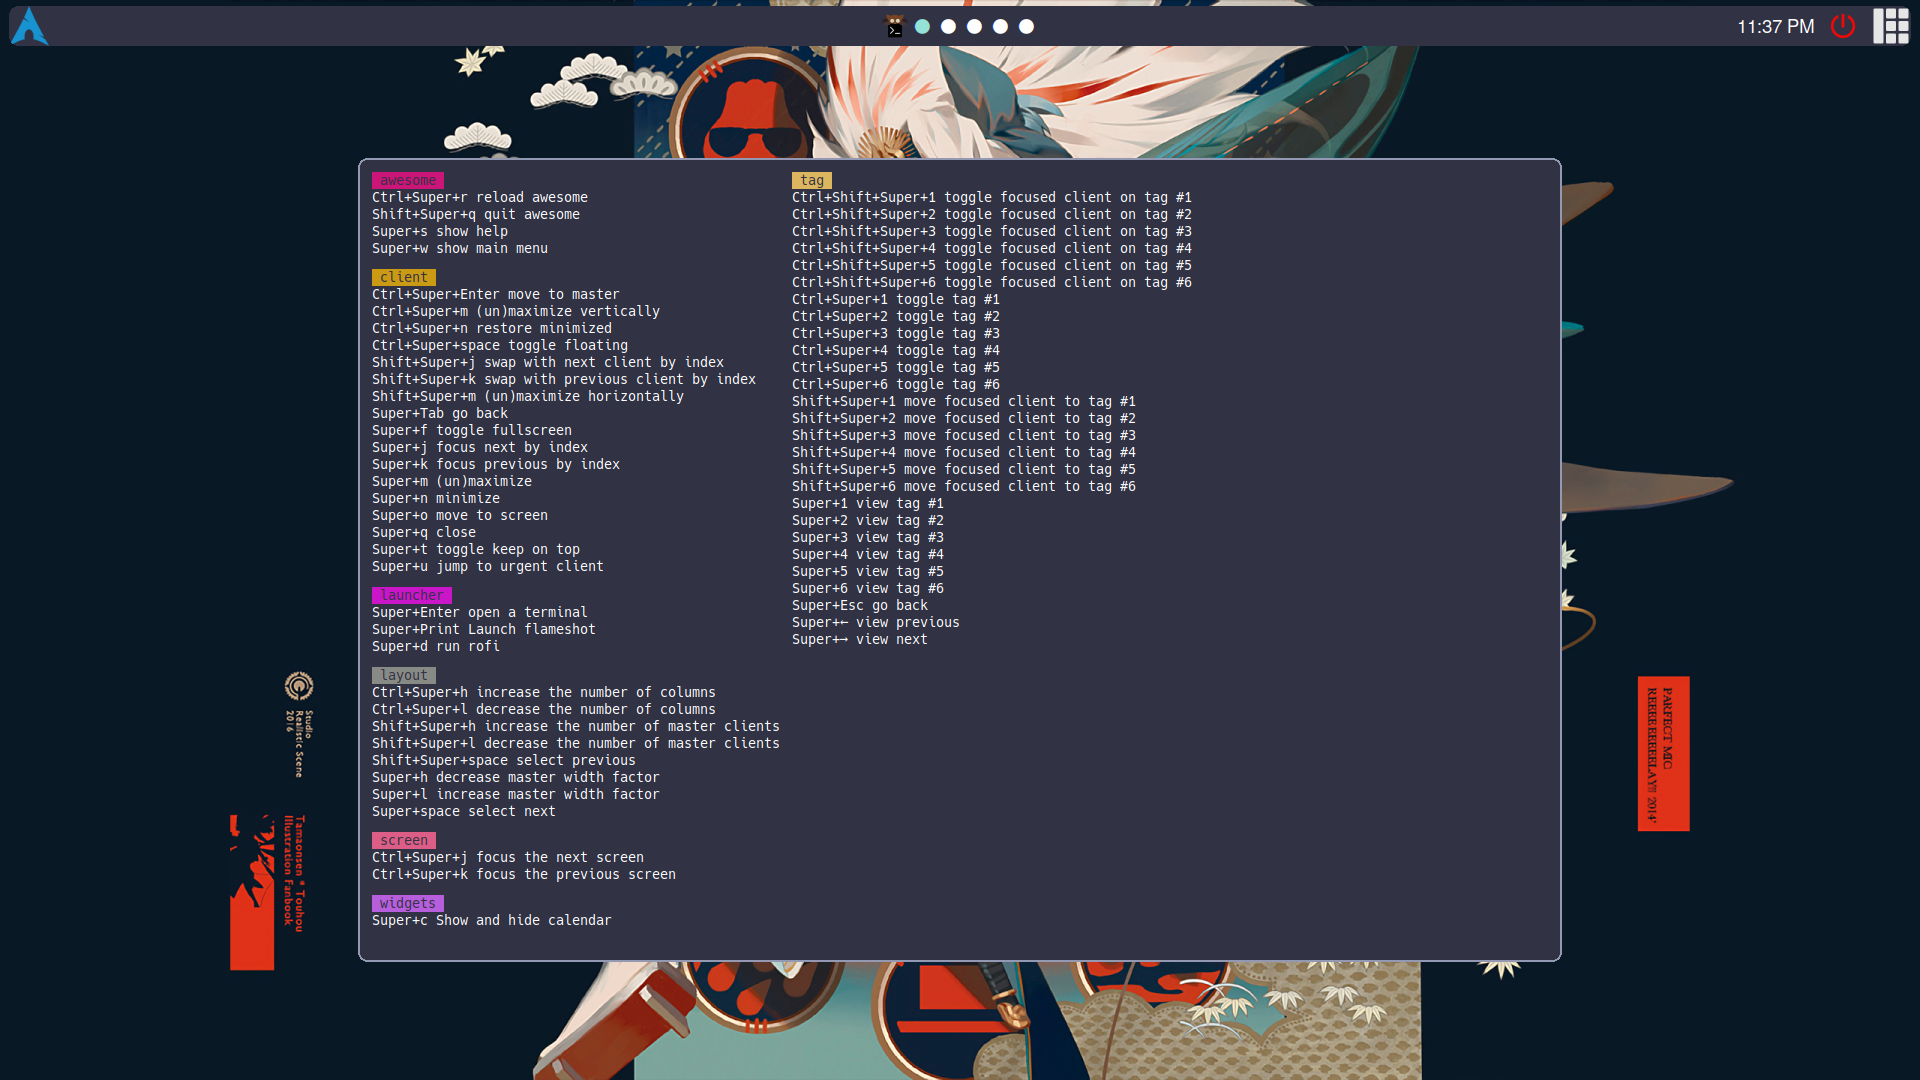 11:37 PM
awesome
Ctrl+Super+r reload awesome
Shift+Super+q quit awesome
Super+s show help
Super+w show main menu
client
Ctrl+Super+Enter move to master
Ctrl+Super+m (un)maximize vertically
Ctrl+Super+n restore minimized
Ctrl+Super+space toggle floating
Shift+Super+j swap with next client by index
Shift+Super+k swap with previous client by index
Shift+Super+m (un)maximize horizontally
Super+Tab go back
Super+f toggle fullscreen
Super+j focus next by index
Super+k focus previous by index
Super+m (un)maximize
Super+n minimize
Super+o move to screen
Super+q close
Super+t toggle keep on top
Super+u jump to urgent client
launcher
Super+Enter open a terminal
Super+Print Launch flameshot
Super+d run rofi
layout
Ctrl+Super+h increase the number of columns
Ctrl+Super+l decrease the number of columns
Shift+Super+h increase the number of master clients
Shift+Super+l decrease the number of master clients
Shift+Super+space select previous
Super+h decrease master width factor
Super+l increase master width factor
Super+space select next
screen
Ctrl+Super+j focus the next screen
Ctrl+Super+k focus the previous screen
widgets
Super+c Show and hide calendar
tag
Ctrl+Shift+Super+1 toggle focused client on tag #1
Ctrl+Shift+Super+2 toggle focused client on tag #2
Ctrl+Shift+Super+3 toggle focused client on tag #3
Ctrl+Shift+Super+4 toggle focused client on tag #4
Ctrl+Shift+Super+5 toggle focused client on tag #5
Ctrl+Shift+Super+6 toggle focused client on tag #6
Ctrl+Super+1 toggle tag #1
Ctrl+Super+2 toggle tag #2
Ctrl+Super+3 toggle tag #3
Ctrl+Super+4 toggle tag #4
Ctrl+Super+5 toggle tag #5
Ctrl+Super+6 toggle tag #6
Shift+Super+1 move focused client to tag #1
Shift+Super+2 move focused client to tag #2
Shift+Super+3 move focused client to tag #3
Shift+Super+4 move focused client to tag #4
Shift+Super+5 move focused client to tag #5
Shift+Super+6 move focused client to tag #6
Super+1 view tag #1
Super+2 view tag #2
Super+3 view tag #3
Super+4 view tag #4
Super+5 view tag #5
Super+6 view tag #6
Super+Esc go back
Super+← view previous
Super+→ view next
Studio
Realistic Scene
2016
Tamaonsen * Touhou
Illustration Fanbook
PARFECT MIC
2014'